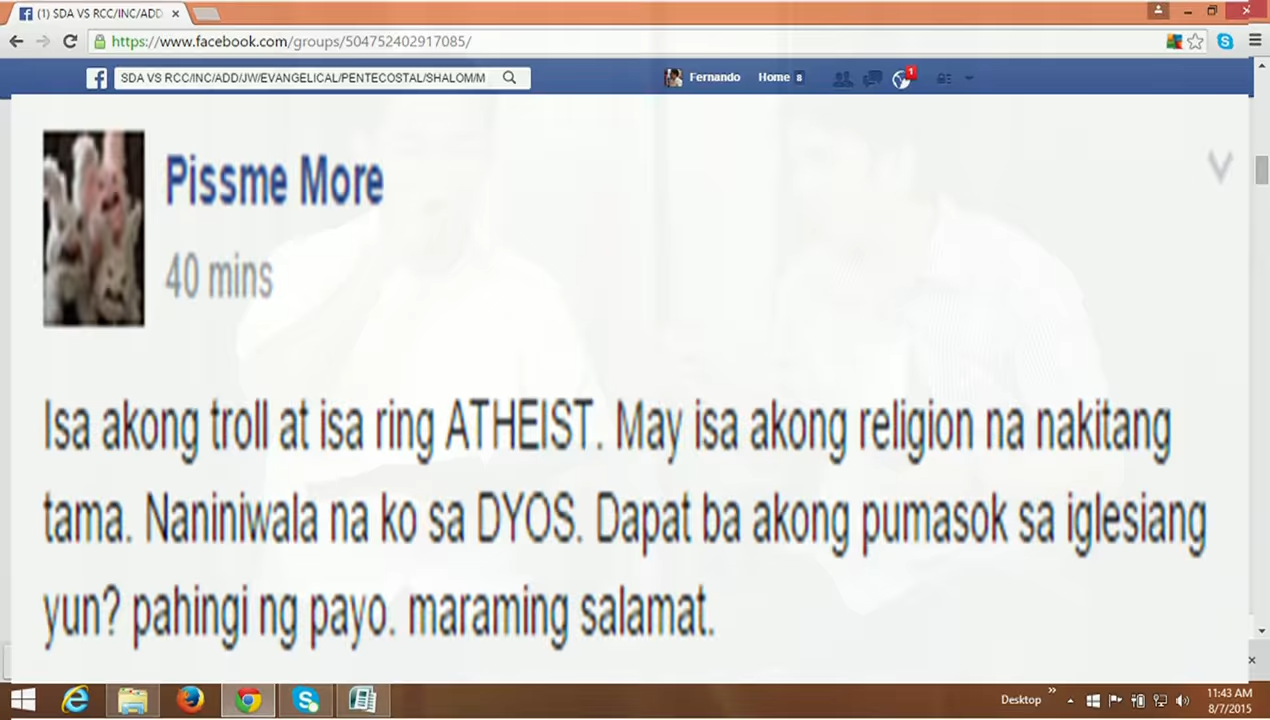 (1) SDA VS RCC/INC/ADD
https://www.facebook.com/groups/504752402917085/
SDA VS RCC/INC/ADD/JW/EVANGELICAL/PENTECOSTAL/SHALOM/M
Fernando Home 8 1
Pissme More
40 mins
Isa akong troll at isa ring ATHEIST. May isa akong religion na nakitang
tama. Naniniwala na ko sa DYOS. Dapat ba akong pumasok sa iglesiang
yun? pahingi ng payo. maraming salamat.
Desktop
11:43 AM
8/7/2015